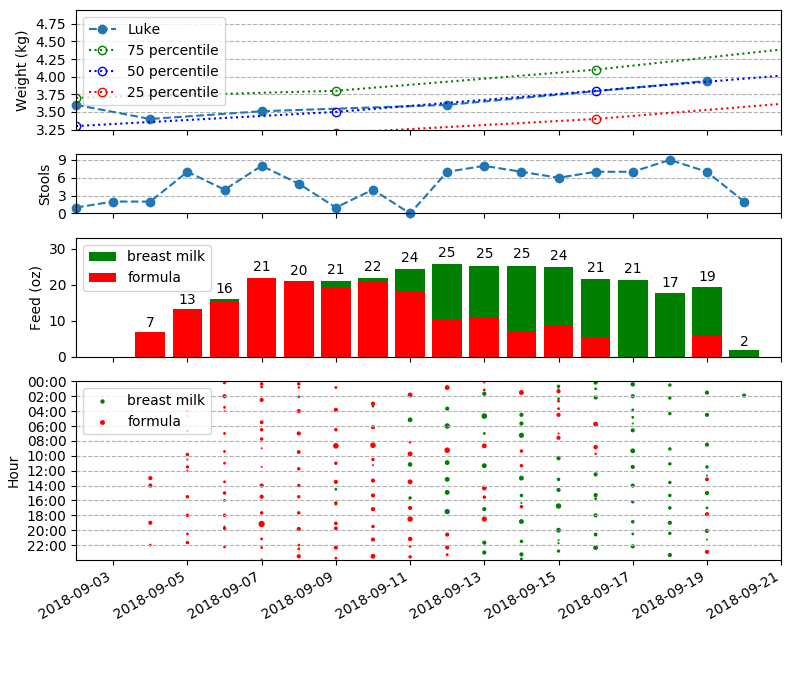 Weight (kg)
4.75
4.50
4.25
4.00
3.75
3.50
3.25
Luke
75 percentile
50 percentile
25 percentile
Stools
9
6
3
0
Feed (oz)
30
20
10
0
breast milk
formula
7 13 16 21 20 21 22 24 25 25 25 24 21 21 17 19 2
Hour
00:00
02:00
04:00
06:00
08:00
10:00
12:00
14:00
16:00
18:00
20:00
22:00
breast milk
formula
2018-09-03 2018-09-05 2018-09-07 2018-09-09 2018-09-11 2018-09-13 2018-09-15 2018-09-17 2018-09-19 2018-09-21